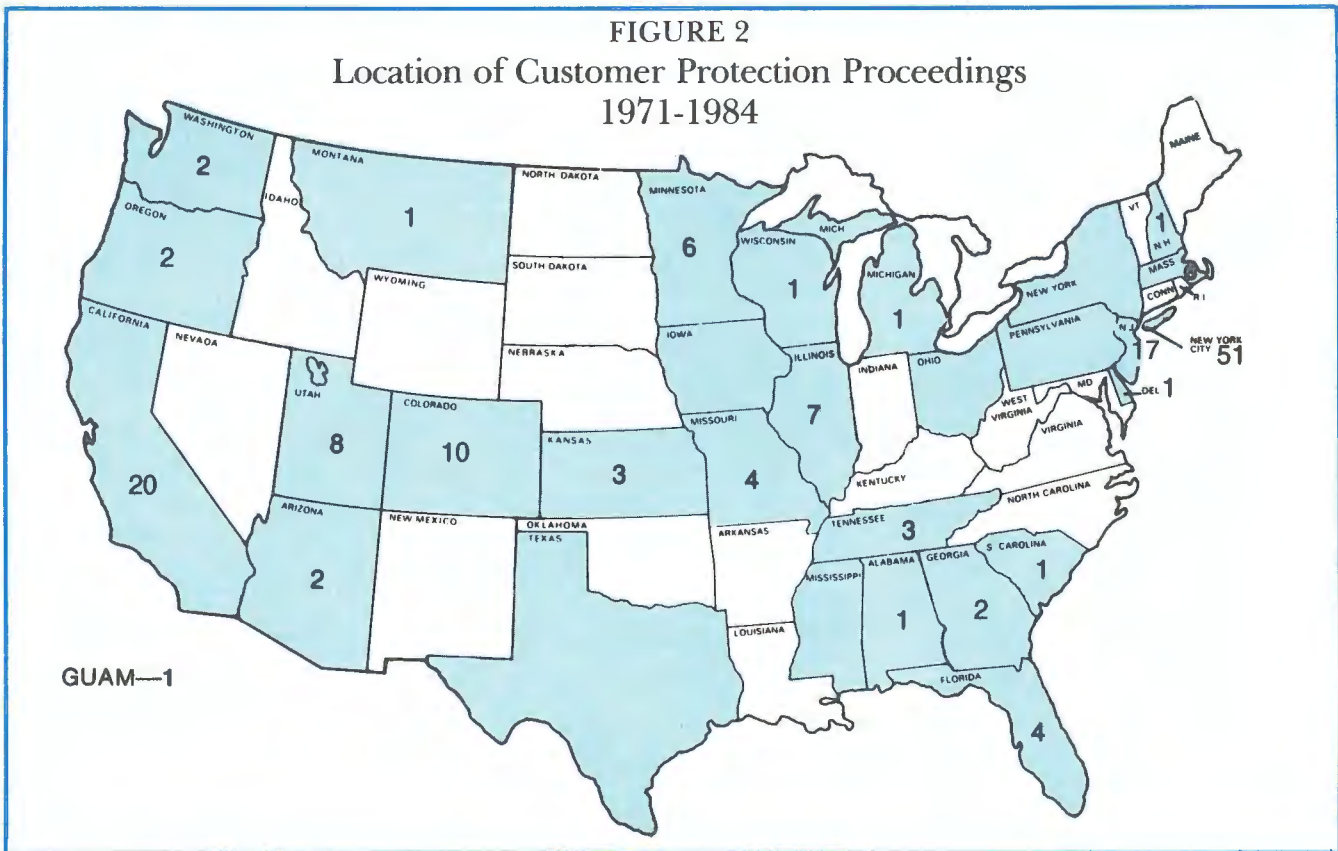 FIGURE 2
Location of Customer Protection Proceedings
1971-1984
WASHINGTON
2
MONTANA
1
NORTH DAKOTA
MINNESOTA
6
MAINE
VT
1
N H
IDAHO
OREGON
2
SOUTH DAKOTA
WISCONSIN
1
MICH
MICHIGAN
1
MASS
NEW YORK
CONN
R I
WYOMING
CALIFORNIA
20
NEVADA
IOWA
PENNSYLVANIA
N J
17
NEW YORK
CITY 51
NEBRASKA
ILLINOIS
7
INDIANA
OHIO
DEL 1
MD
UTAH
8
COLORADO
10
KANSAS
3
MISSOURI
4
WEST
VIRGINIA
VIRGINIA
KENTUCKY
NORTH CAROLINA
ARIZONA
2
NEW MEXICO
OKLAHOMA
TEXAS
ARKANSAS
TENNESSEE
3
S CAROLINA
1
MISSISSIPPI
ALABAMA
1
GEORGIA
2
LOUISIANA
FLORIDA
4
GUAM—1